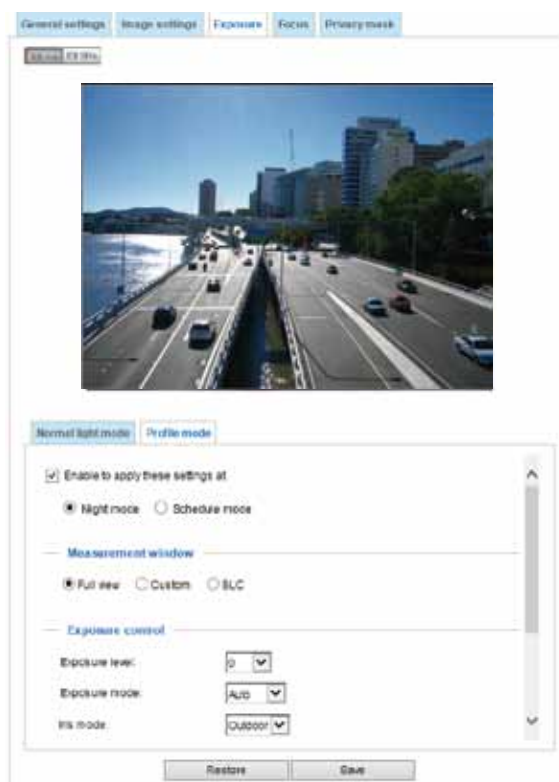 General settings Image settings Exposure Focus Privacy mask
Normal light mode Profile mode
Enable to apply these settings at
Night mode Schedule mode
Measurement window
Full view Custom BLC
Exposure control
Exposure level: 0
Exposure mode: Auto
Iris mode: Outdoor
Restore Save